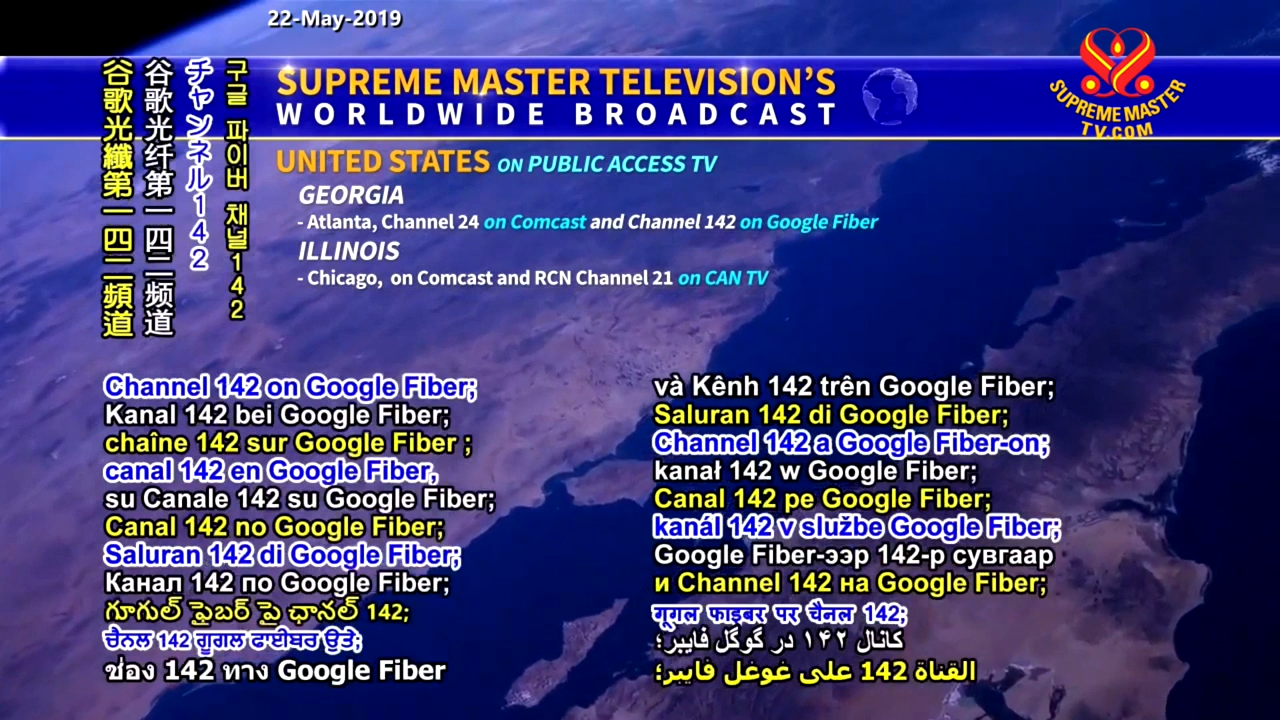 22-May-2019
SUPREME MASTER TELEVISION'S
WORLDWIDE BROADCAST
SUPREME MASTER
TV.COM
谷歌光纖第一四二頻道
谷歌光纤第一四二频道
チャンネル142
구글 파이버 채널142
UNITED STATES ON PUBLIC ACCESS TV
GEORGIA
- Atlanta, Channel 24 on Comcast and Channel 142 on Google Fiber
ILLINOIS
- Chicago, on Comcast and RCN Channel 21 on CAN TV
Channel 142 on Google Fiber;
Kanal 142 bei Google Fiber;
chaîne 142 sur Google Fiber ;
canal 142 en Google Fiber,
su Canale 142 su Google Fiber;
Canal 142 no Google Fiber;
Saluran 142 di Google Fiber;
Канал 142 по Google Fiber;
గూగుల్ ఫైబర్ పై ఛానల్ 142;
ਚੈਨਲ 142 ਗੂਗਲ ਫਾਈਬਰ ਉਤੇ;
ช่อง 142 ทาง Google Fiber
và Kênh 142 trên Google Fiber;
Saluran 142 di Google Fiber;
Channel 142 a Google Fiber-on;
kanał 142 w Google Fiber;
Canal 142 pe Google Fiber;
kanál 142 v službe Google Fiber;
Google Fiber-ээр 142-р сувгаар
и Channel 142 на Google Fiber;
गूगल फाइबर पर चैनल 142;
کانال ۱۴۲ در گوگل فایبر؛
القناة 142 على غوغل فايبر؛